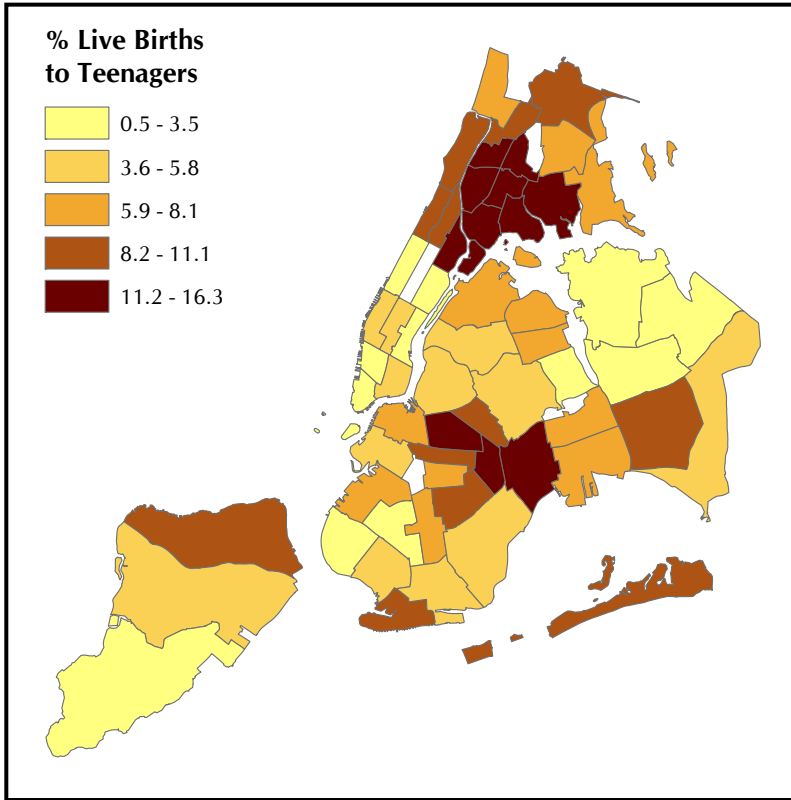 % Live Births
to Teenagers
0.5 - 3.5
3.6 - 5.8
5.9 - 8.1
8.2 - 11.1
11.2 - 16.3